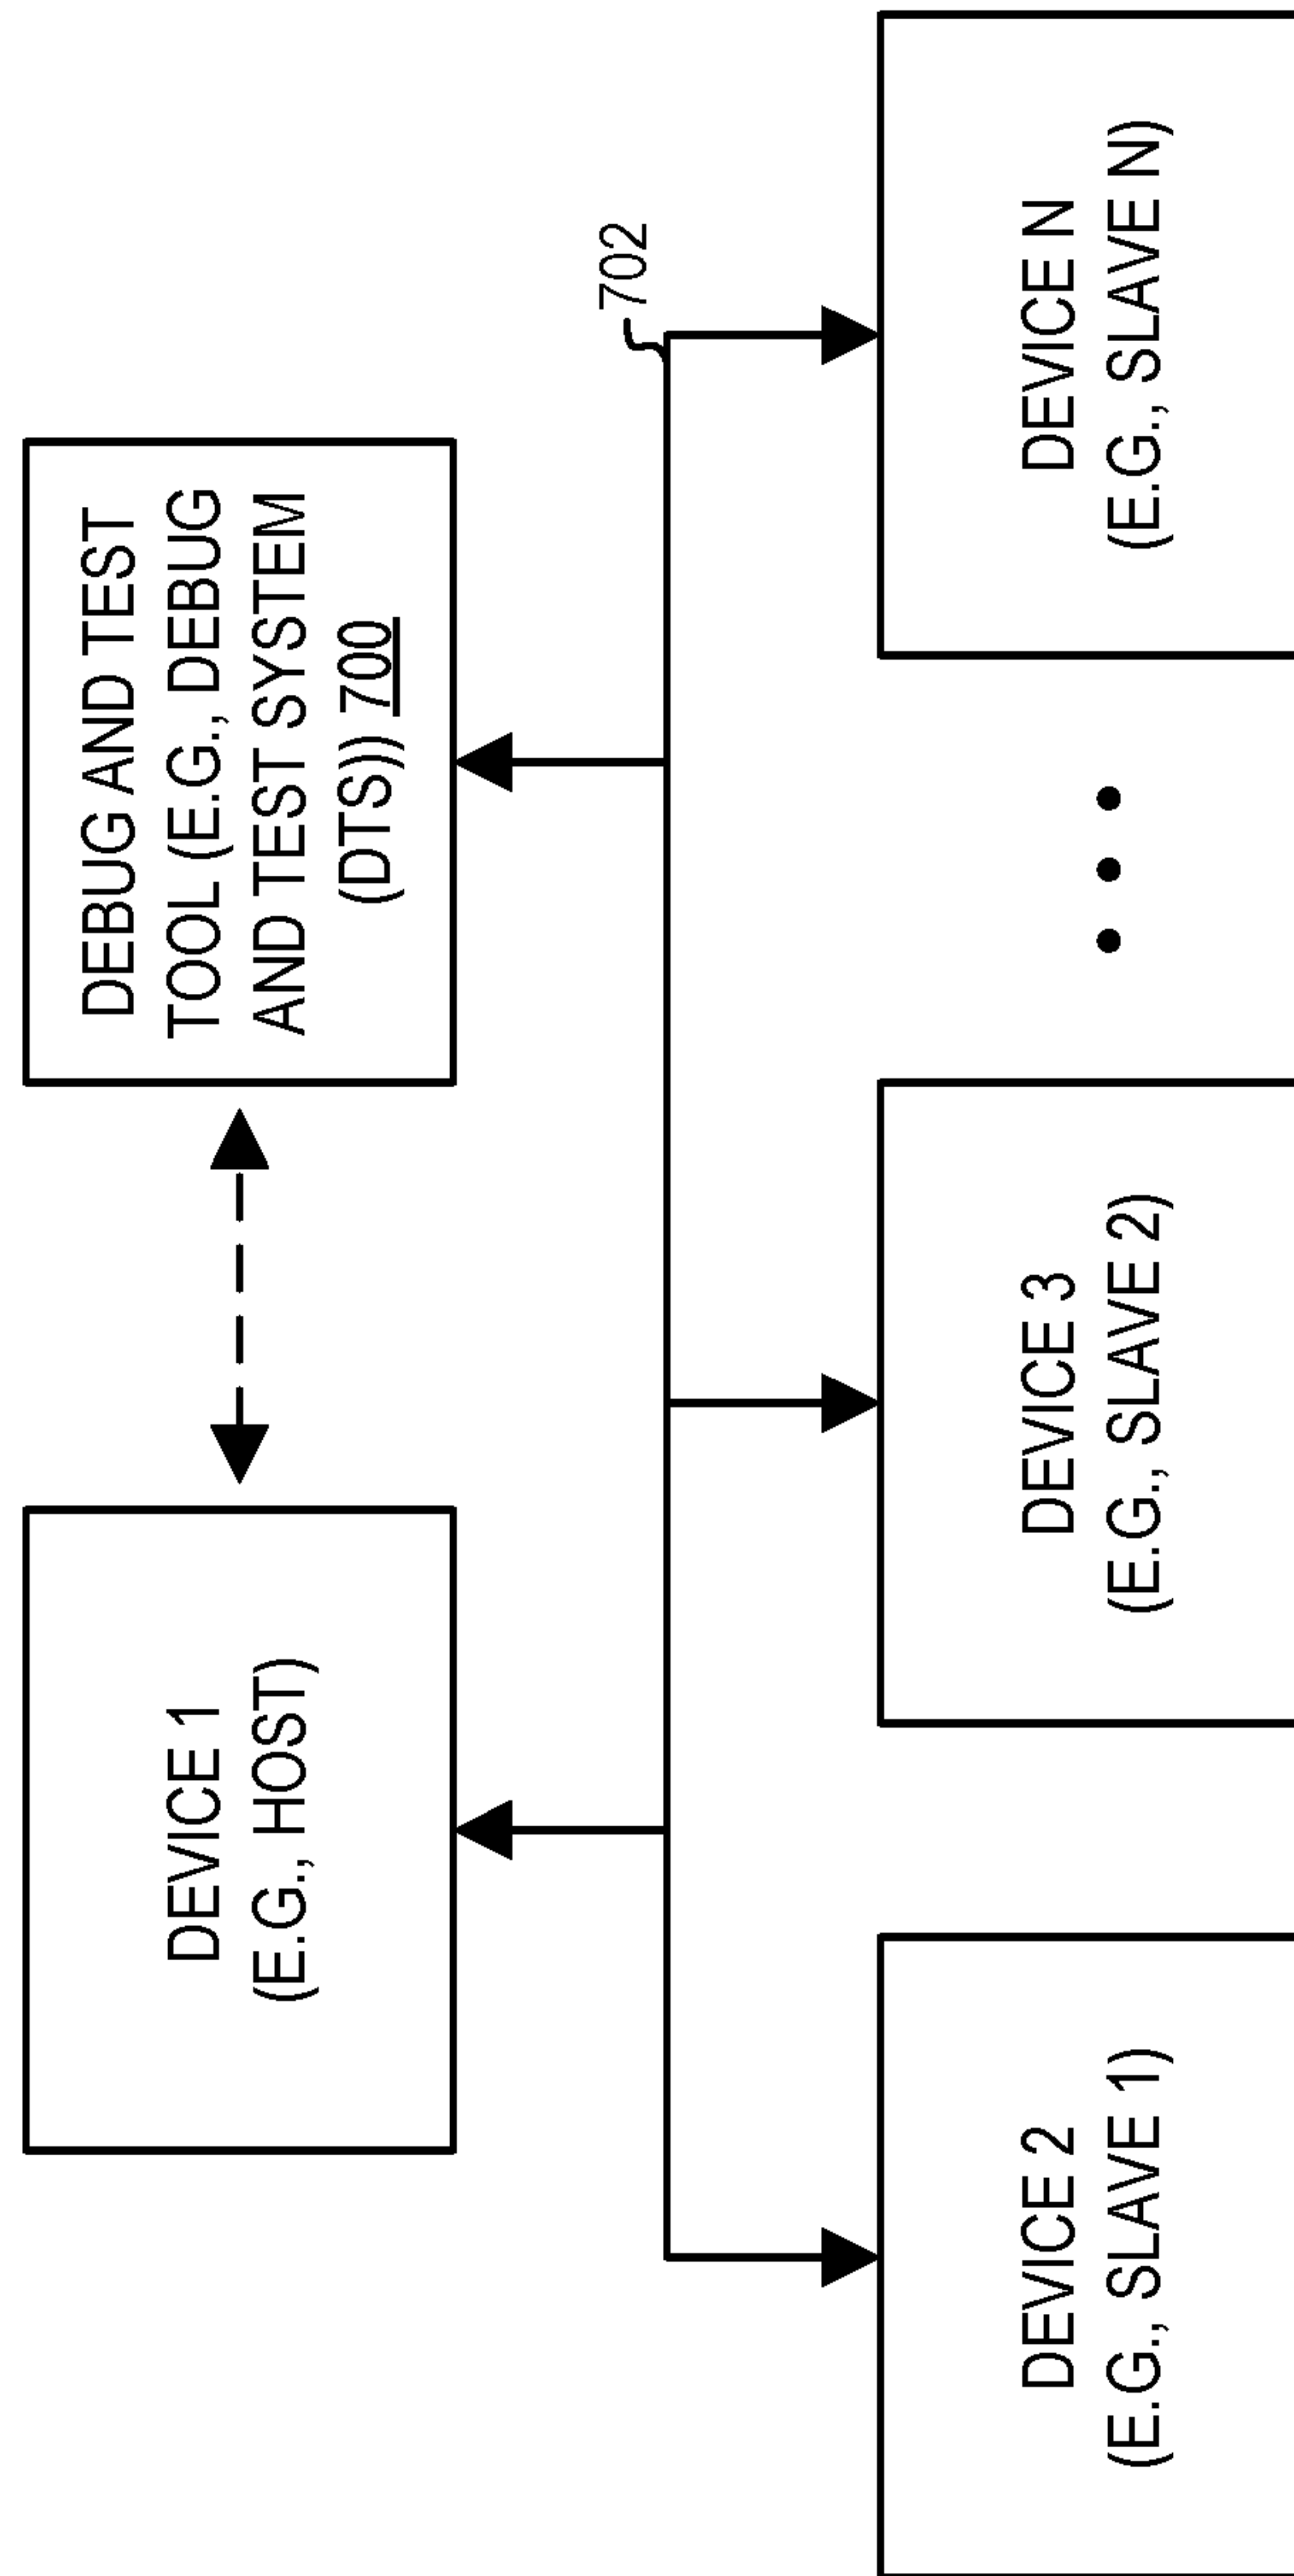 DEVICE 1
(E.G., HOST)
DEBUG AND TEST
TOOL (E.G., DEBUG
AND TEST SYSTEM
(DTS)) 700
702
DEVICE 2
(E.G., SLAVE 1)
DEVICE 3
(E.G., SLAVE 2)
DEVICE N
(E.G., SLAVE N)